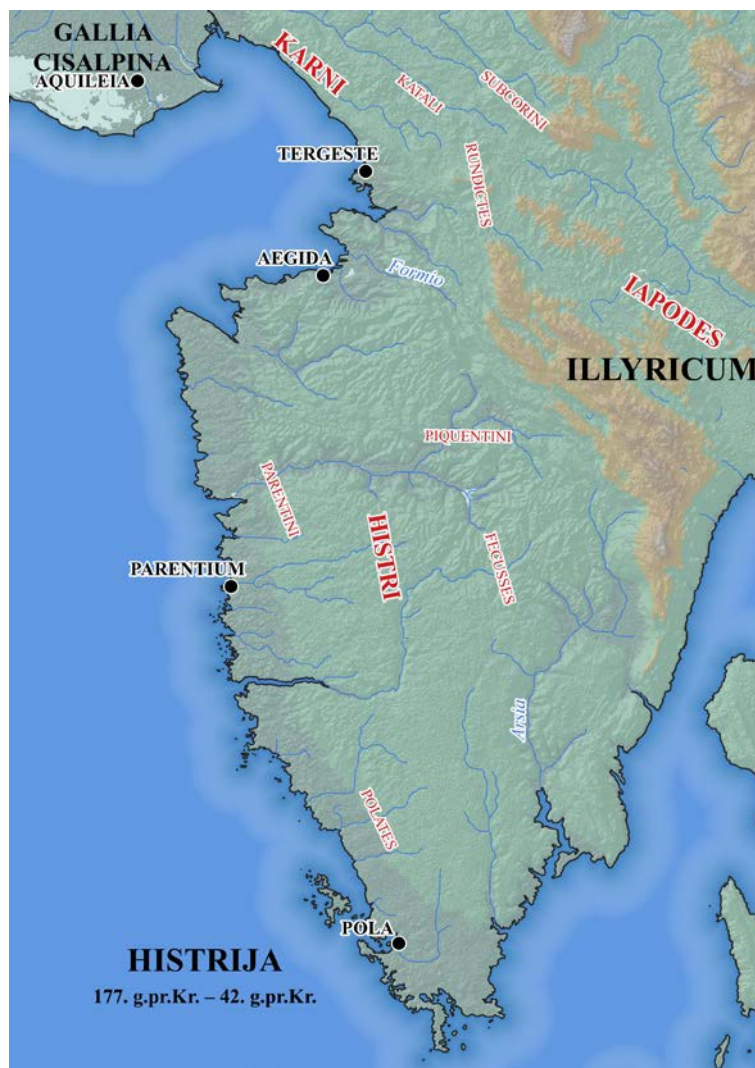 GALLIA
CISALPINA
AQUILEIA
KARNI
KATALI
SUBCORINI
TERGESTE
RUNDICTES
AEGIDA
Formio
IAPODES
ILLYRICUM
PIQUENTINI
PARENTINI
HISTRI
FECUSSES
PARENTIUM
Arsia
POLATES
POLA
HISTRIJA
177. g.pr.Kr. – 42. g.pr.Kr.